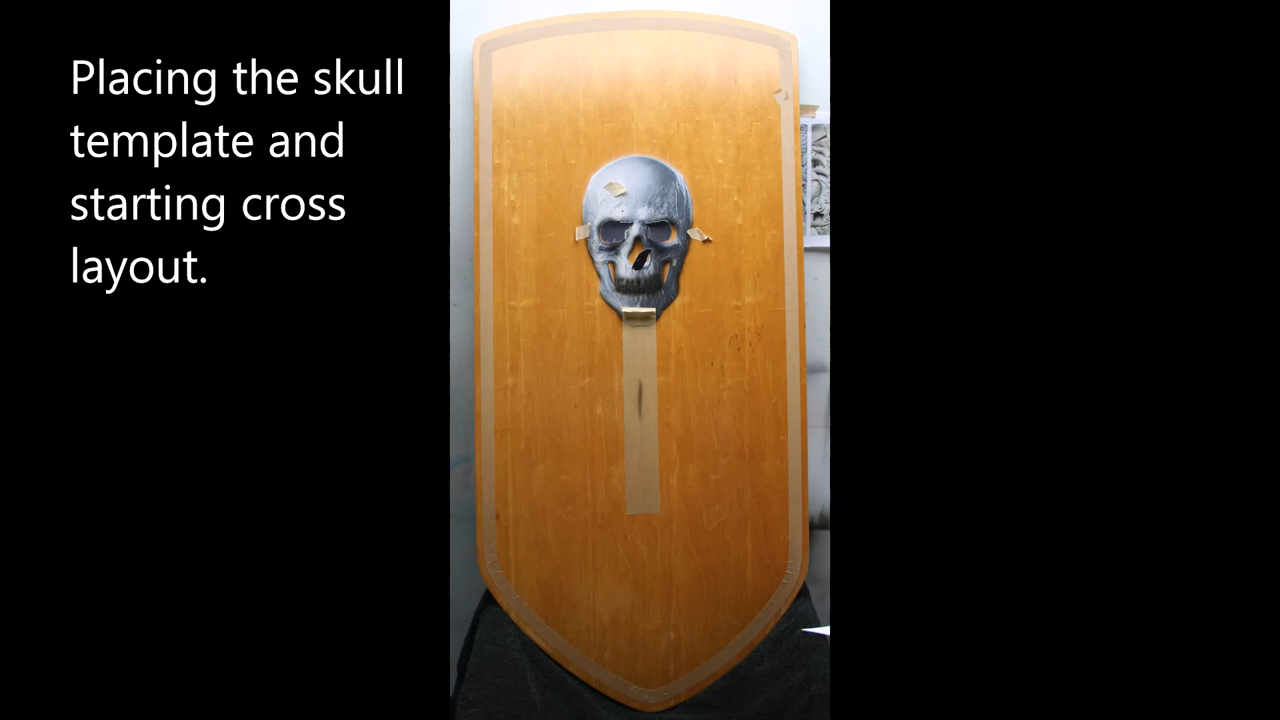 Placing the skull
template and
starting cross
layout.